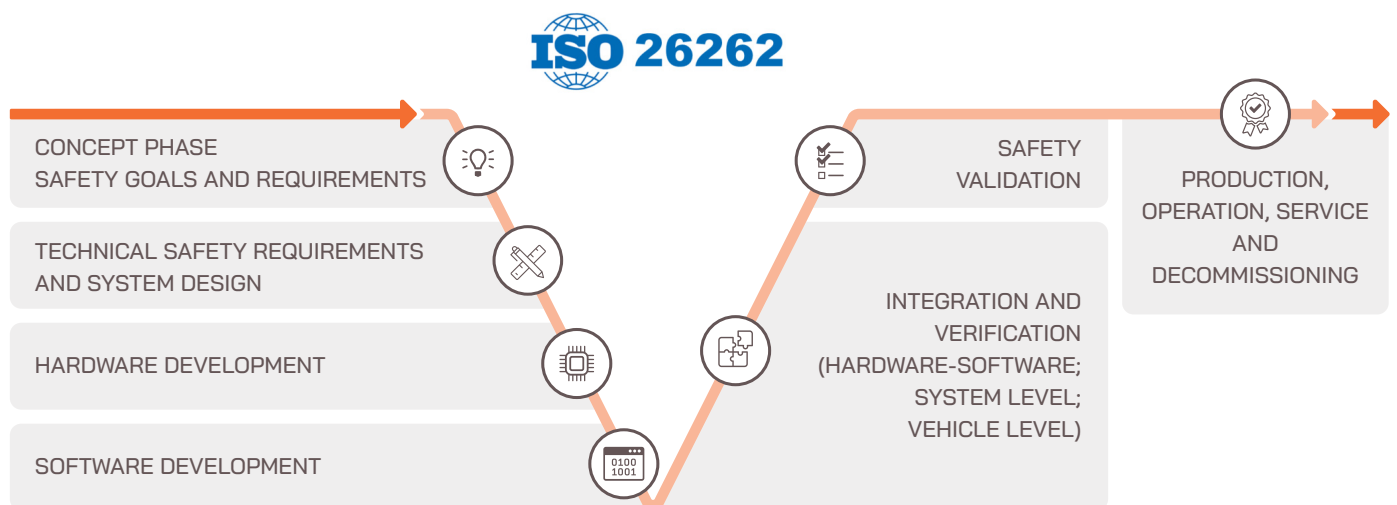 ISO 26262
CONCEPT PHASE
SAFETY GOALS AND REQUIREMENTS
TECHNICAL SAFETY REQUIREMENTS
AND SYSTEM DESIGN
HARDWARE DEVELOPMENT
SOFTWARE DEVELOPMENT
0100
1001
SAFETY
VALIDATION
INTEGRATION AND
VERIFICATION
(HARDWARE-SOFTWARE;
SYSTEM LEVEL;
VEHICLE LEVEL)
PRODUCTION,
OPERATION, SERVICE
AND
DECOMMISSIONING